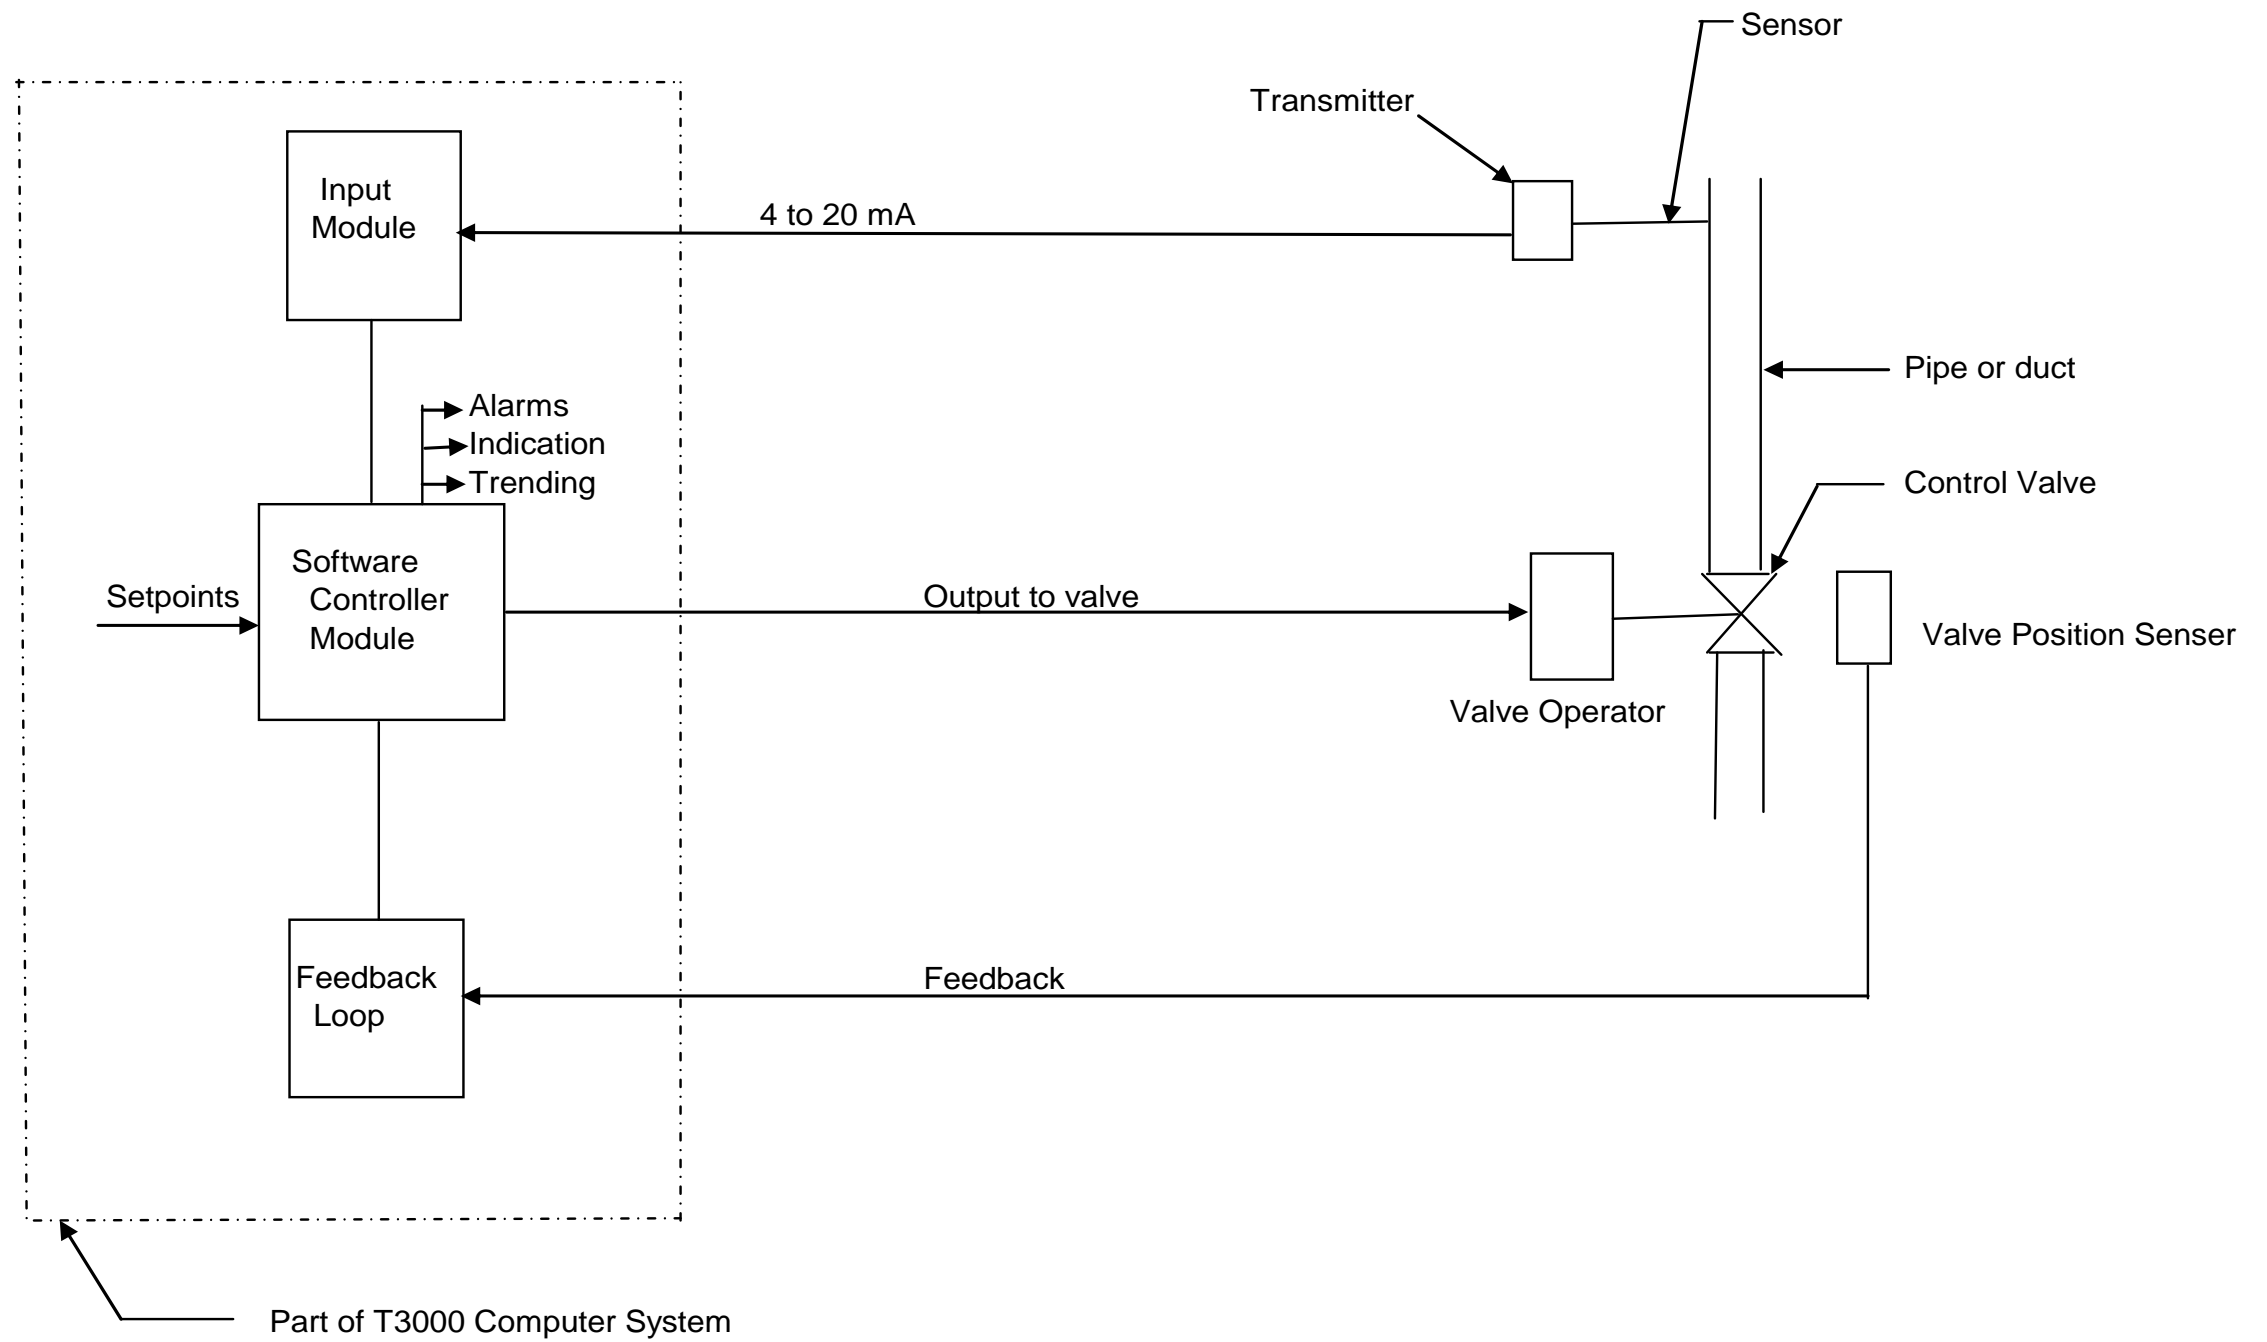 Sensor
Transmitter
Input
Module
4 to 20 mA
Pipe or duct
Alarms
Indication
Trending
Control Valve
Software
Controller
Module
Setpoints
Output to valve
Valve Position Senser
Valve Operator
Feedback
Loop
Feedback
Part of T3000 Computer System